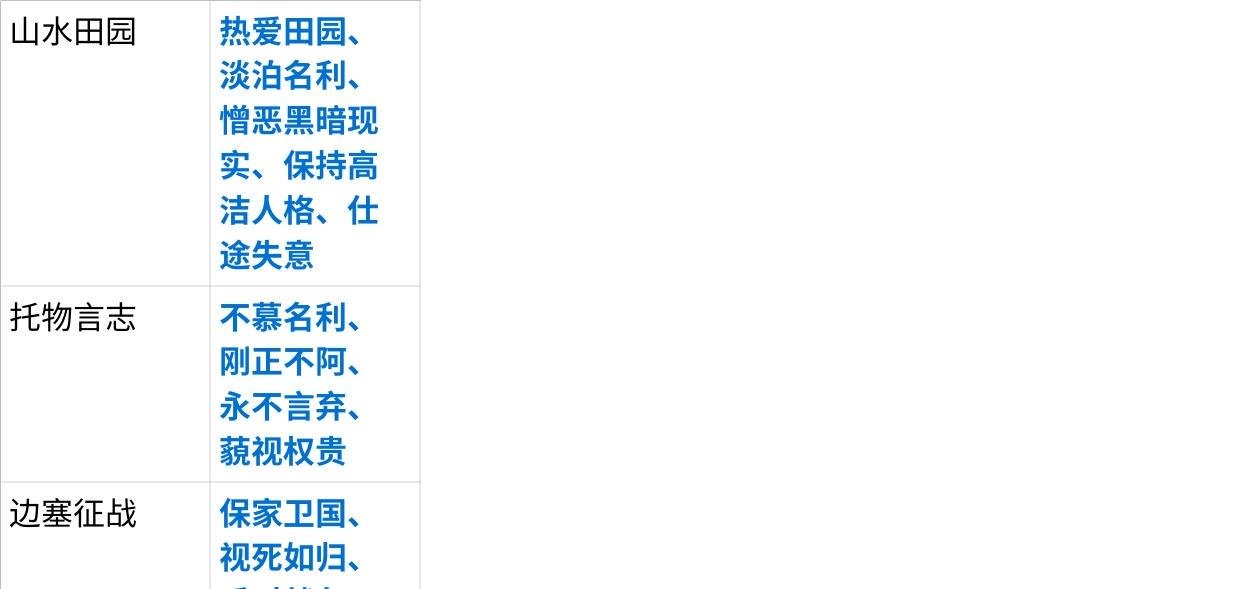 山水田园
热爱田园、
淡泊名利、
憎恶黑暗现
实、保持高
洁人格、仕
途失意
托物言志
不慕名利、
刚正不阿、
永不言弃、
藐视权贵
边塞征战
保家卫国、
视死如归、